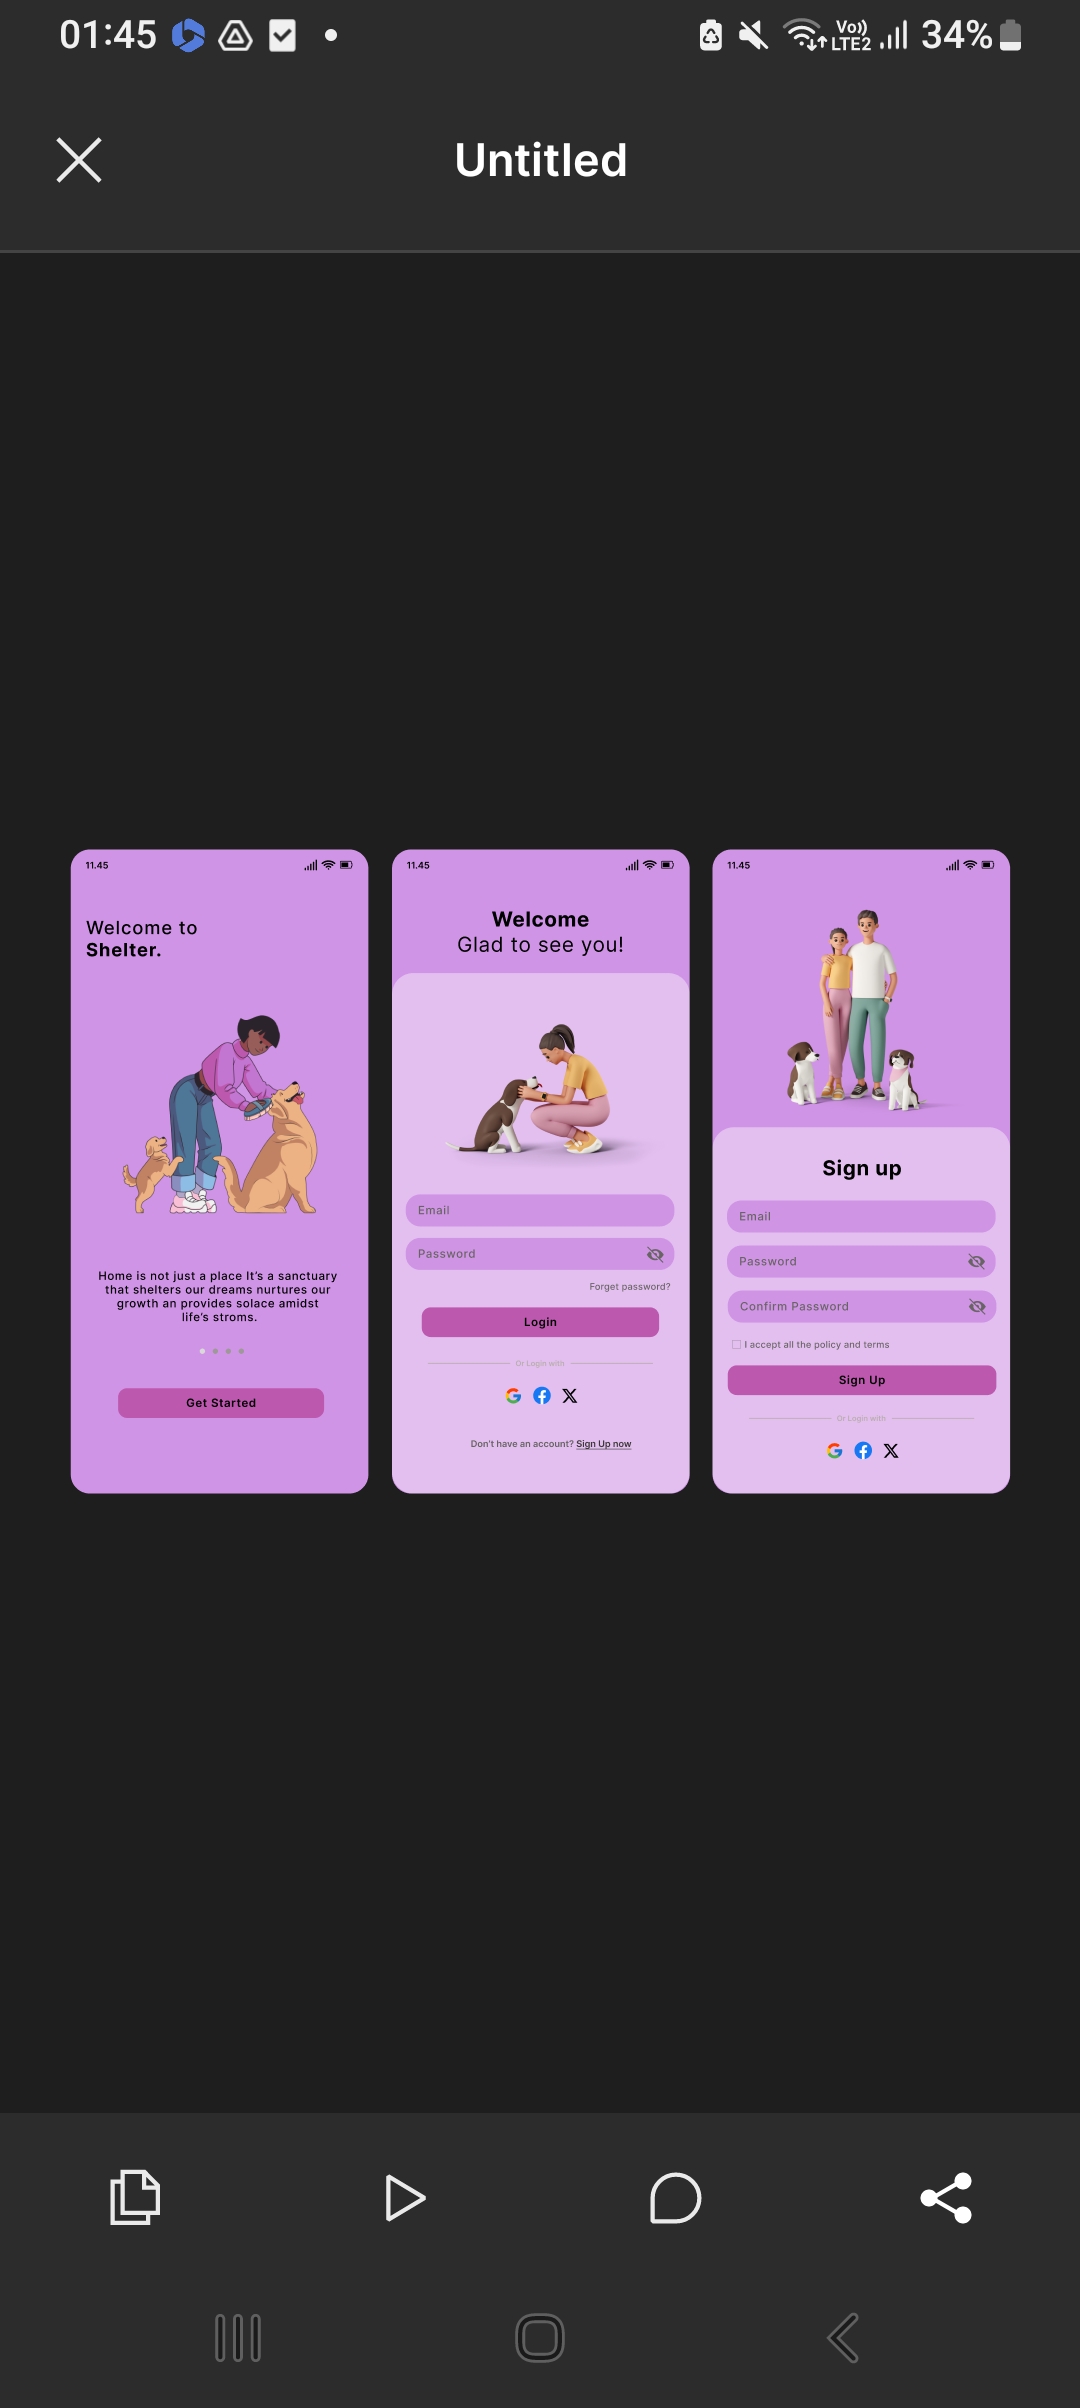 01:45
Vo))
LTE2
34%
Untitled
11.45
Welcome to
Shelter.
Home is not just a place It's a sanctuary
that shelters our dreams nurtures our
growth an provides solace amidst
life's stroms.
Get Started
11.45
Welcome
Glad to see you!
Email
Password
Forget password?
Login
Or Login with
Don't have an account? Sign Up now
11.45
Sign up
Email
Password
Confirm Password
I accept all the policy and terms
Sign Up
Or Login with